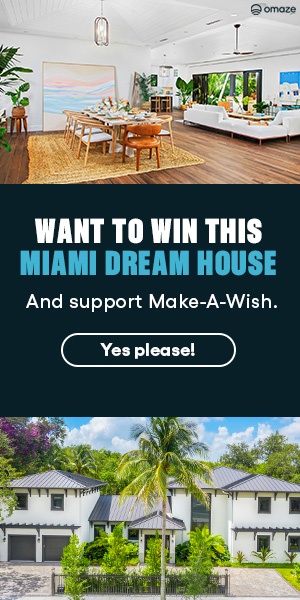 omaze
WANT TO WIN THIS
MIAMI DREAM HOUSE
And support Make-A-Wish.
Yes please!